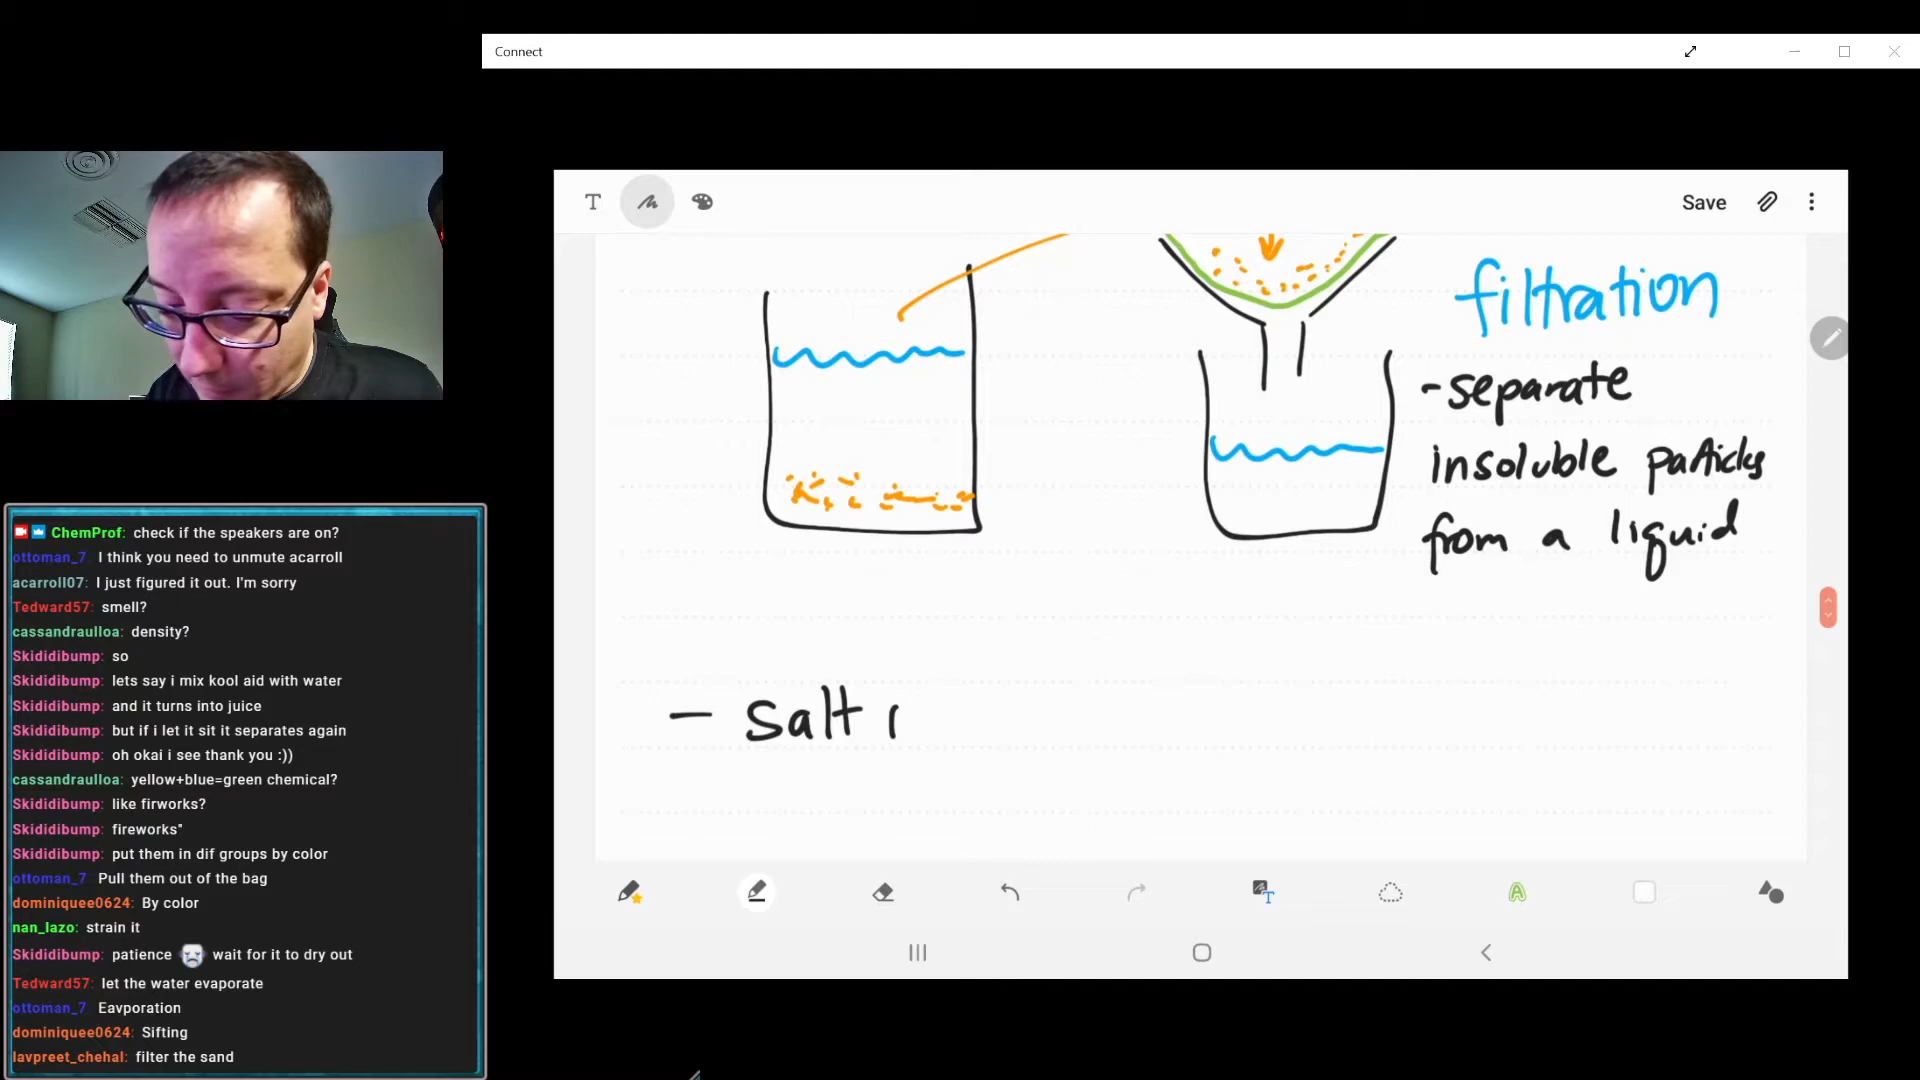 Connect
Save
filtration
-separate
insoluble particles
from a liquid
- salt
ChemProf: check if the speakers are on?
ottoman_7 I think you need to unmute acarroll
acarroll07: I just figured it out. I'm sorry
Tedward57: smell?
cassandraulloa: density?
Skididibump: so
Skididibump: lets say i mix kool aid with water
Skididibump: and it turns into juice
Skididibump: but if i let it sit it separates again
Skididibump: oh okai i see thank you :))
cassandraulloa: yellow+blue=green chemical?
Skididibump: like firworks?
Skididibump: fireworks"
Skididibump: put them in dif groups by color
ottoman_7 Pull them out of the bag
dominiquee0624: By color
nan_lazo: strain it
Skididibump: patience wait for it to dry out
Tedward57: let the water evaporate
ottoman_7 Eavporation
dominiquee0624: Sifting
lavpreet_chehal: filter the sand